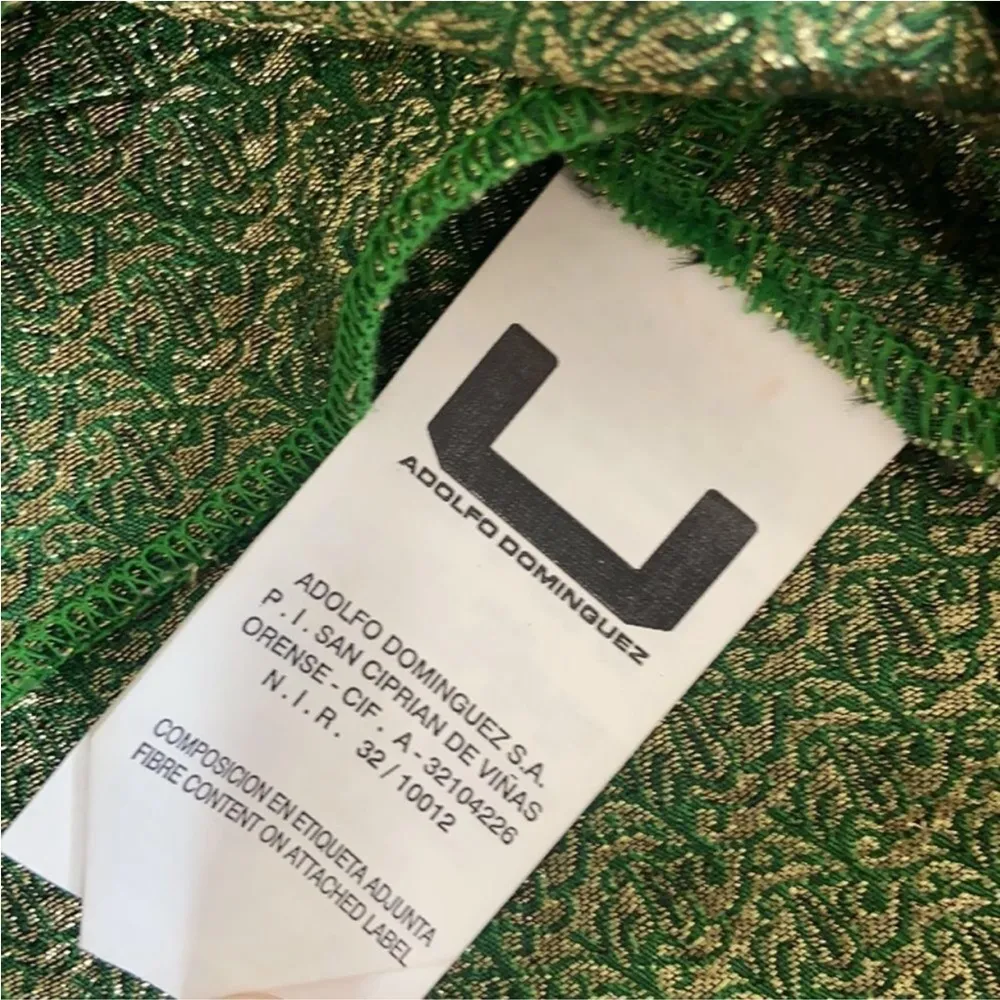 ADOLFO DOMINGUEZ
ADOLFO DOMINGUEZ S.A.
P.I. SAN CIPRIAN DE VIÑAS
ORENSE - CIF. A - 32104226
N.I.R. 32/10012
COMPOSICION EN ETIQUETA ADJUNTA
FIBRE CONTENT ON ATTACHED LABEL